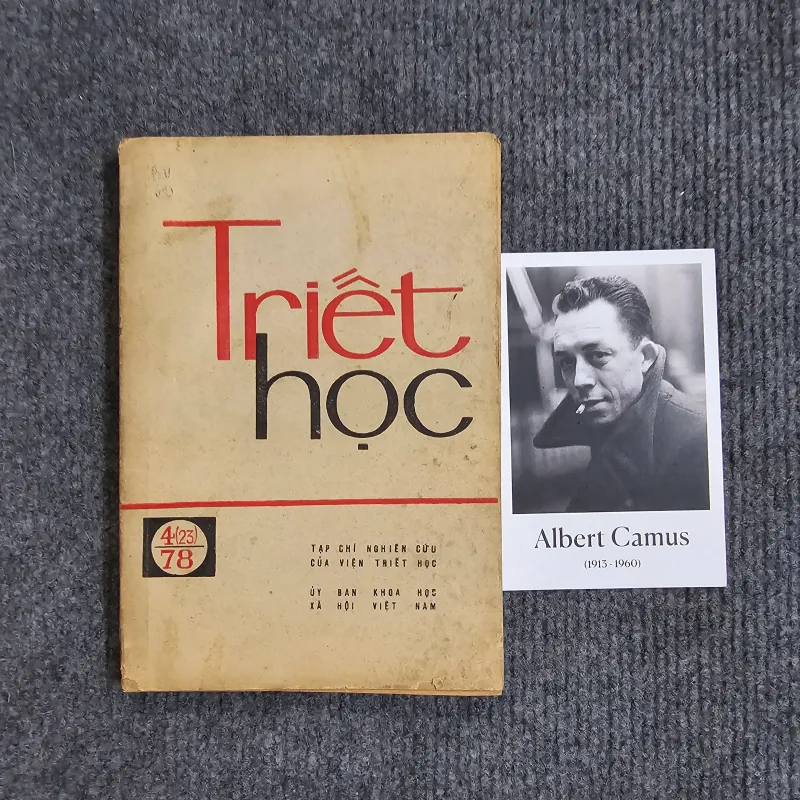 Triết
học
4(23)
78
TẠP CHÍ NGHIÊN CỨU
CỦA VIỆN TRIẾT HỌC
ỦY BAN KHOA HỌC
XÃ HỘI VIỆT NAM
Albert Camus
(1913 - 1960)